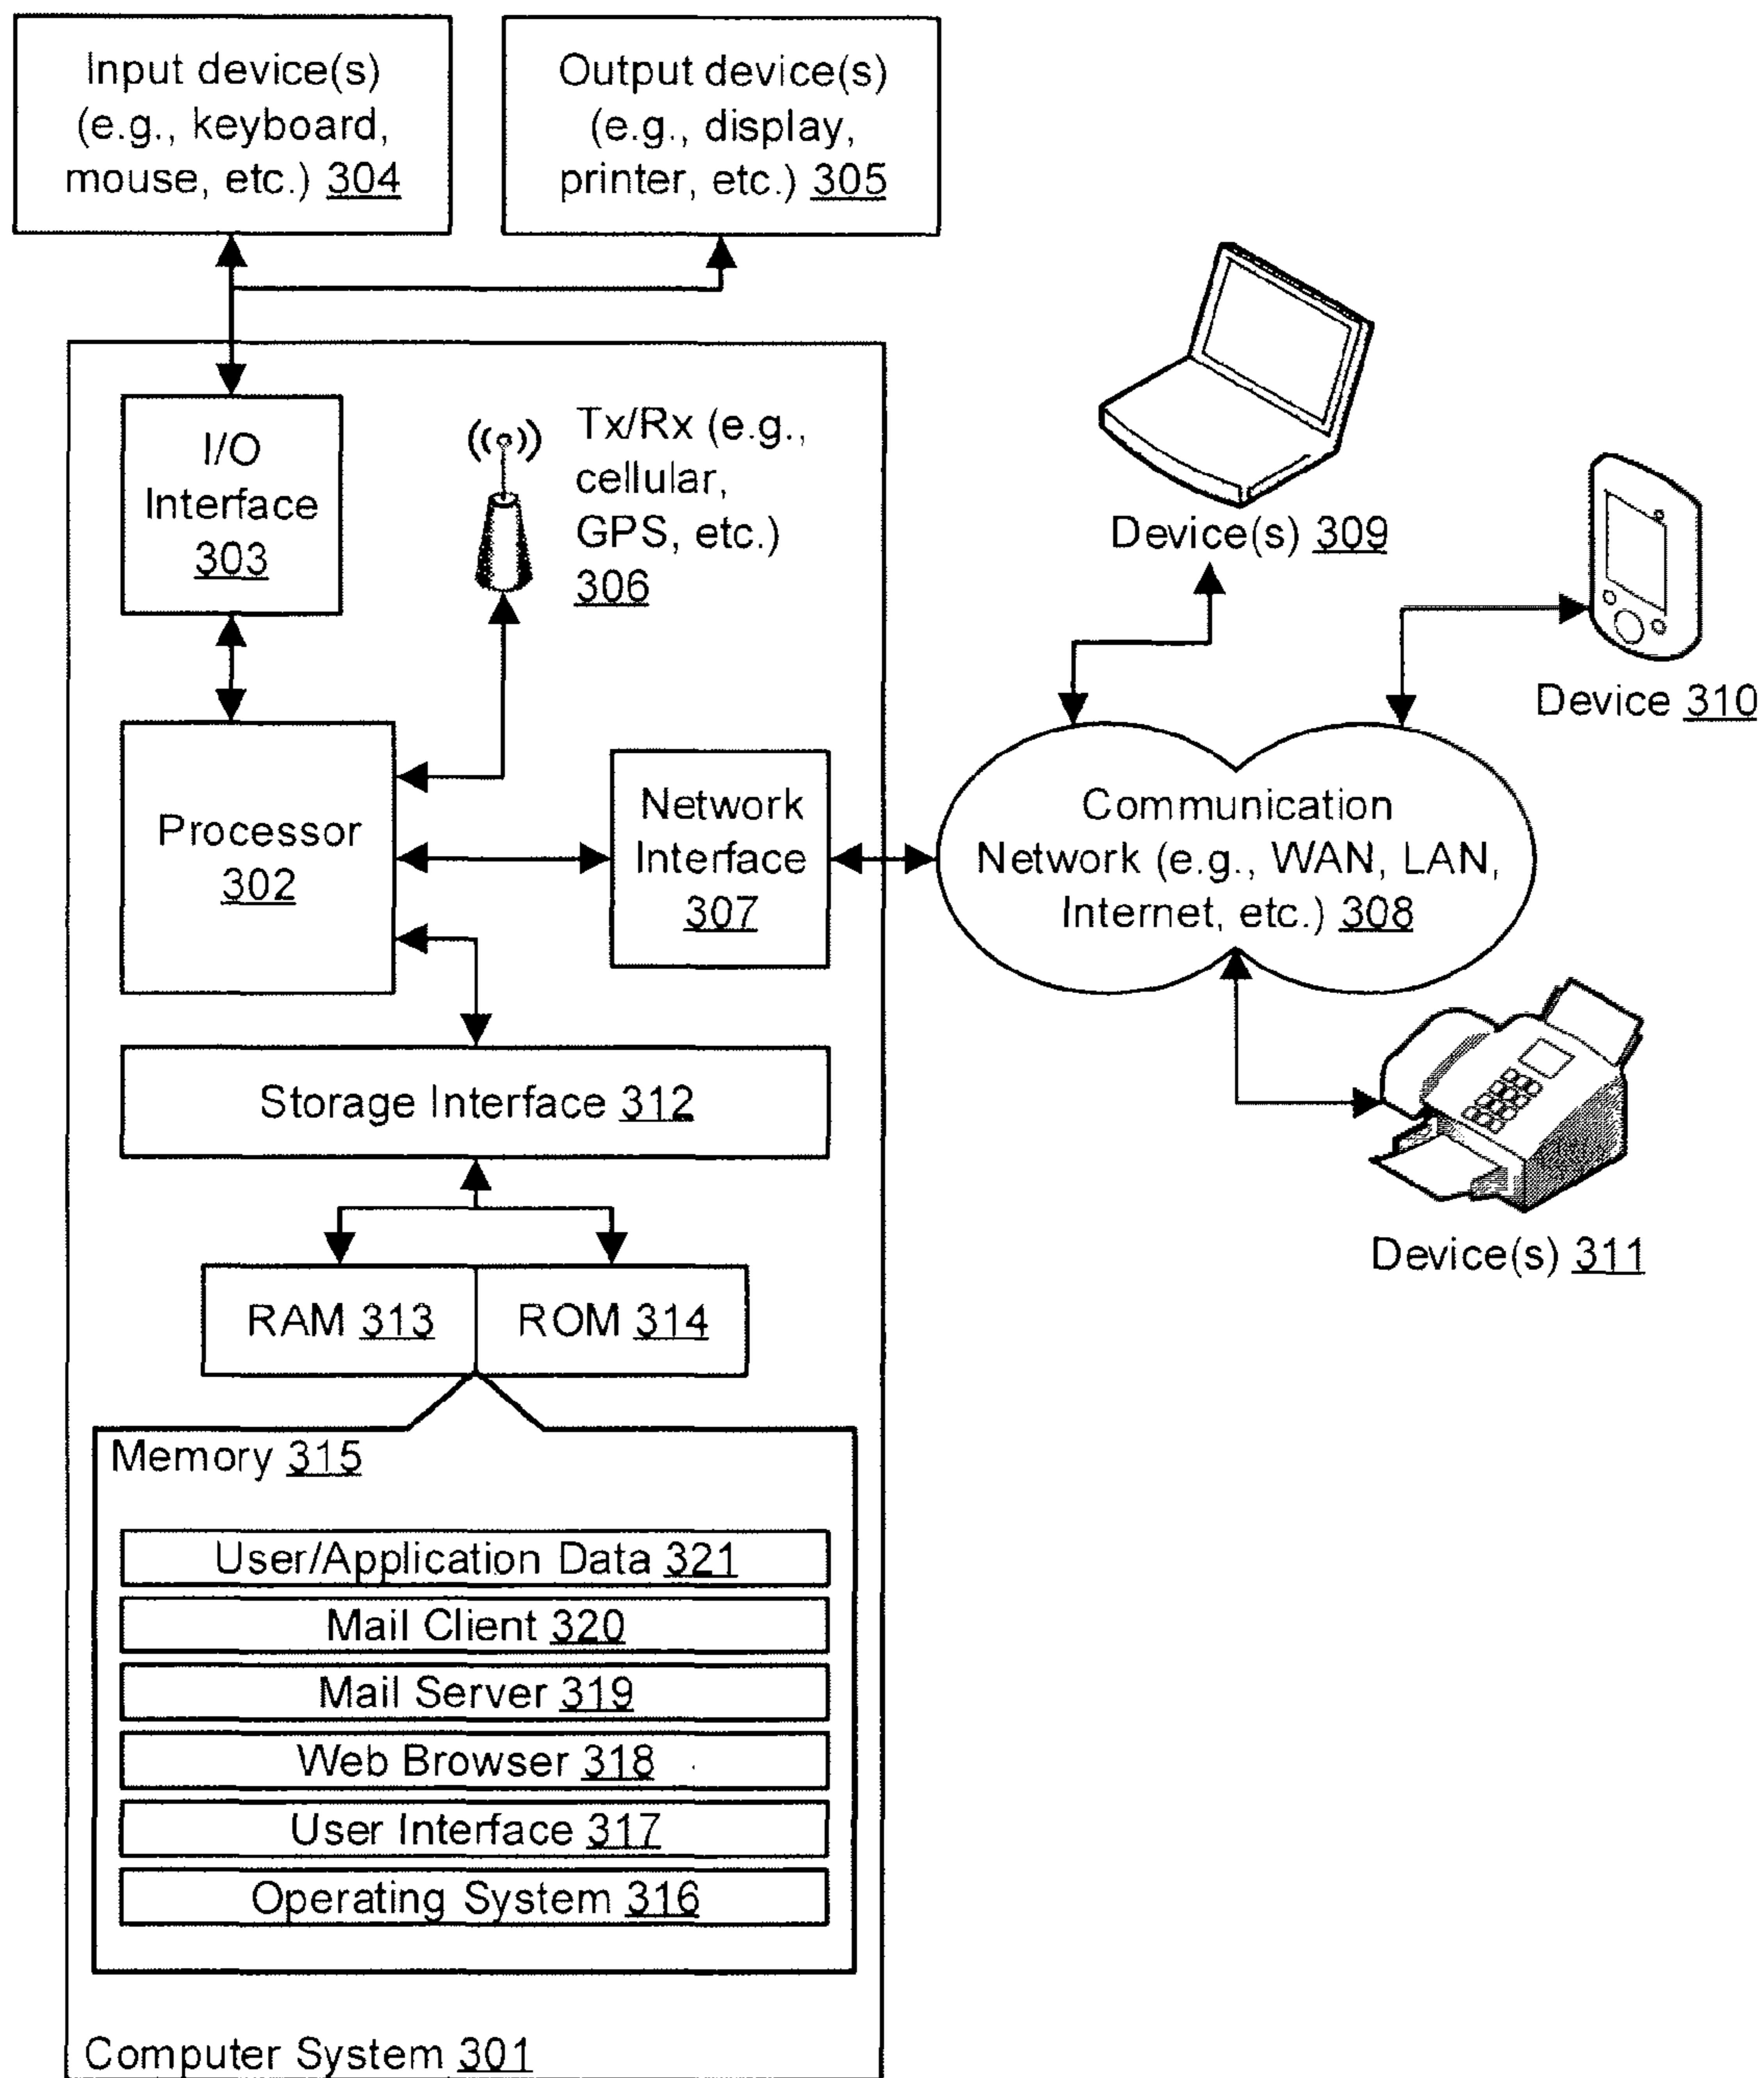 Input device(s)
(e.g., keyboard,
mouse, etc.) 304
Output device(s)
(e.g., display,
printer, etc.) 305
I/O
Interface
303
Tx/Rx (e.g.,
cellular,
GPS, etc.)
306
Device(s) 309
Device 310
Processor
302
Network
Interface
307
Communication
Network (e.g., WAN, LAN,
Internet, etc.) 308
Storage Interface 312
Device(s) 311
RAM 313
ROM 314
Memory 315
User/Application Data 321
Mail Client 320
Mail Server 319
Web Browser 318
User Interface 317
Operating System 316
Computer System 301